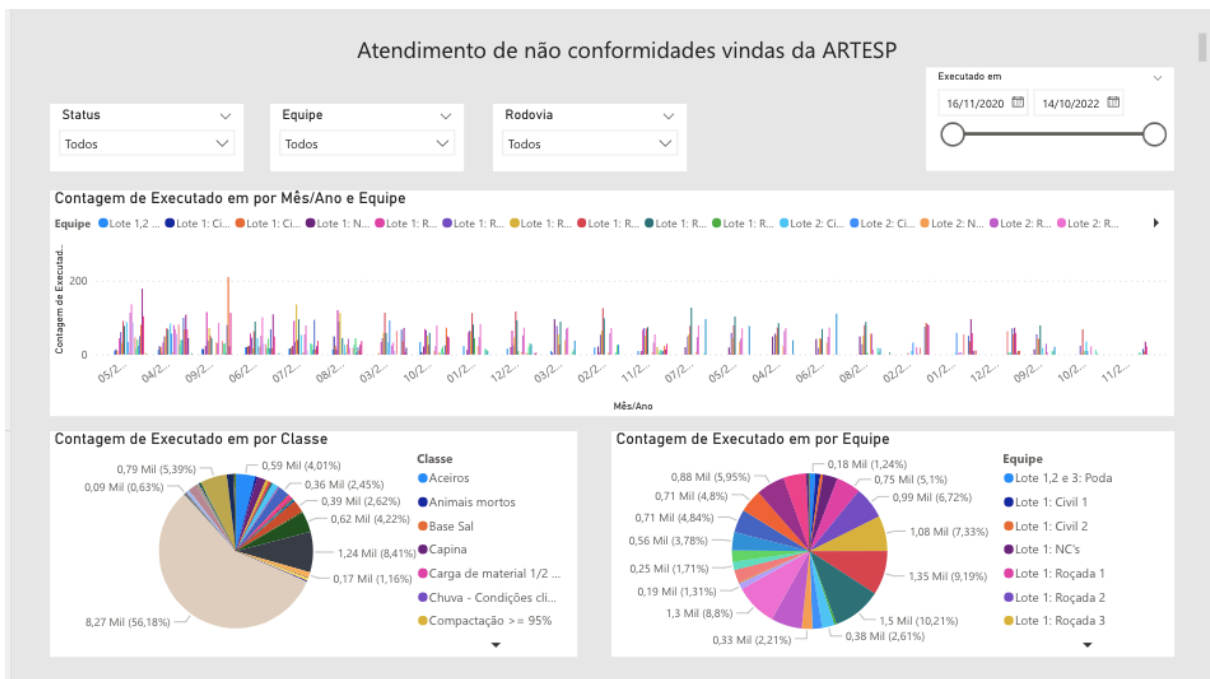 Atendimento de não conformidades vindas da ARTESP
Executado em
16/11/2020 14/10/2022
Status Equipe Rodovia
Todos Todos Todos
Contagem de Executado em por Mês/Ano e Equipe
Equipe Lote 1,2 ... Lote 1: Ci... Lote 1: Ci... Lote 1: N... Lote 1: R... Lote 1: R... Lote 1: R... Lote 1: R... Lote 1: R... Lote 1: R... Lote 2: Ci... Lote 2: Ci... Lote 2: N... Lote 2: R... Lote 2: R...
Contagem de Executad..
200
0
05/2... 04/2... 09/2... 06/2... 07/2... 08/2... 03/2... 10/2... 01/2... 12/2... 03/2... 02/2... 11/2... 07/2... 05/2... 04/2... 06/2... 08/2... 02/2... 01/2... 12/2... 09/2... 10/2... 11/2...
Mês/Ano
Contagem de Executado em por Classe
0,79 Mil (5,39%)
0,59 Mil (4,01%)
0,09 Mil (0,63%)
0,36 Mil (2,45%)
0,39 Mil (2,62%)
0,62 Mil (4,22%)
1,24 Mil (8,41%)
0,17 Mil (1,16%)
8,27 Mil (56,18%)
Classe
Aceiros
Animais mortos
Base Sal
Capina
Carga de material 1/2 ...
Chuva - Condições cli...
Compactação >= 95%
Contagem de Executado em por Equipe
0,18 Mil (1,24%)
0,88 Mil (5,95%)
0,75 Mil (5,1%)
0,71 Mil (4,8%)
0,99 Mil (6,72%)
0,71 Mil (4,84%)
1,08 Mil (7,33%)
0,56 Mil (3,78%)
1,35 Mil (9,19%)
0,25 Mil (1,71%)
0,19 Mil (1,31%)
1,3 Mil (8,8%)
1,5 Mil (10,21%)
0,33 Mil (2,21%)
0,38 Mil (2,61%)
Equipe
Lote 1,2 e 3: Poda
Lote 1: Civil 1
Lote 1: Civil 2
Lote 1: NC's
Lote 1: Roçada 1
Lote 1: Roçada 2
Lote 1: Roçada 3